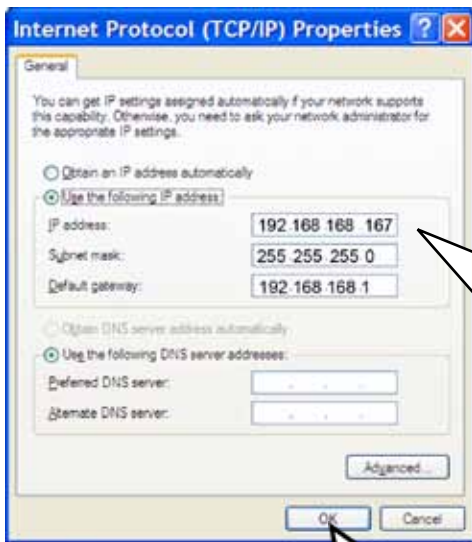 Internet Protocol (TCP/IP) Properties
General
You can get IP settings assigned automatically if your network supports
this capability. Otherwise, you need to ask your network administrator for
the appropriate IP settings.
Obtain an IP address automatically
Use the following IP address:
IP address: 192.168.168.167
Subnet mask: 255.255.255.0
Default gateway: 192.168.168.1
Obtain DNS server address automatically
Use the following DNS server addresses:
Preferred DNS server:
Alternate DNS server:
Advanced...
OK Cancel